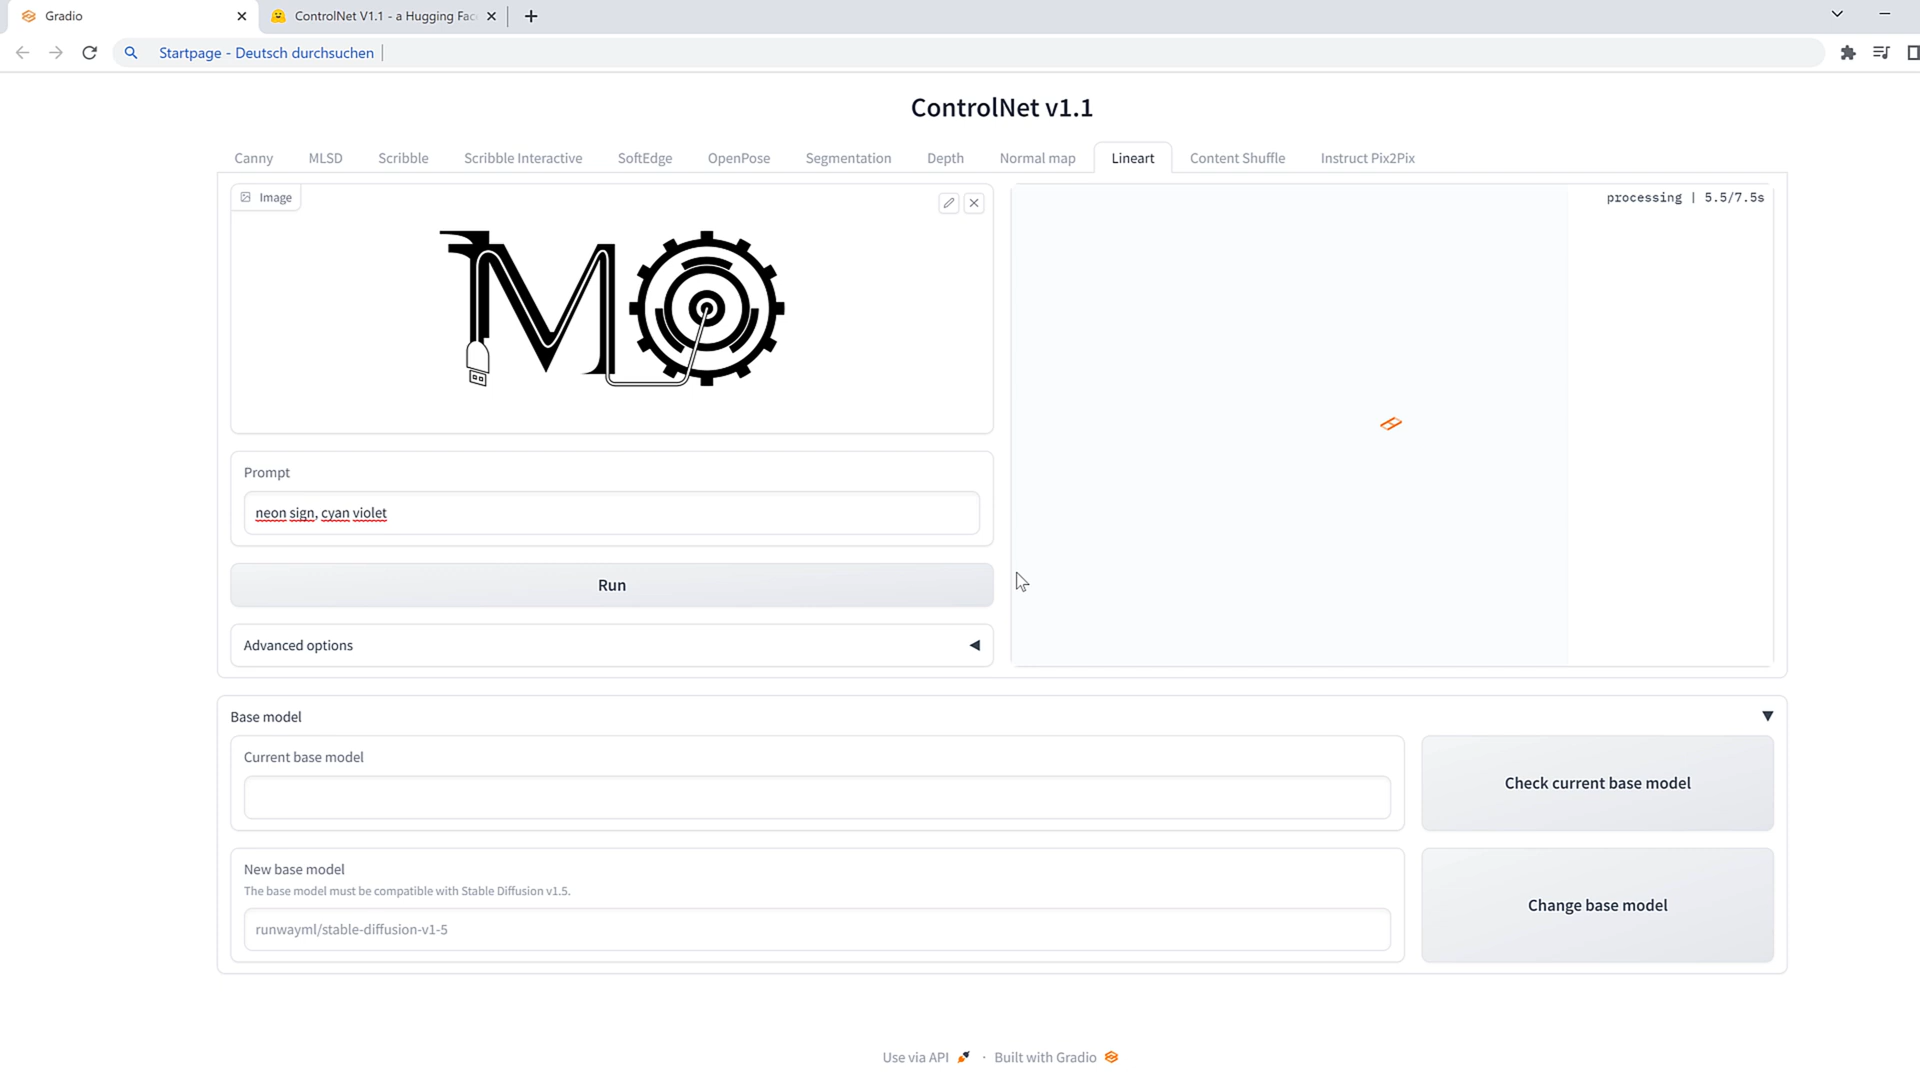 Gradio
ControlNet V1.1 - a Hugging Fac
Startpage - Deutsch durchsuchen
ControlNet v1.1
Canny MLSD Scribble Scribble Interactive SoftEdge OpenPose Segmentation Depth Normal map Lineart Content Shuffle Instruct Pix2Pix
Image
processing | 5.5/7.5s
MO
Prompt
neon sign, cyan violet
Run
Advanced options
Base model
Current base model
Check current base model
New base model
The base model must be compatible with Stable Diffusion v1.5.
runwayml/stable-diffusion-v1-5
Change base model
Use via API · Built with Gradio